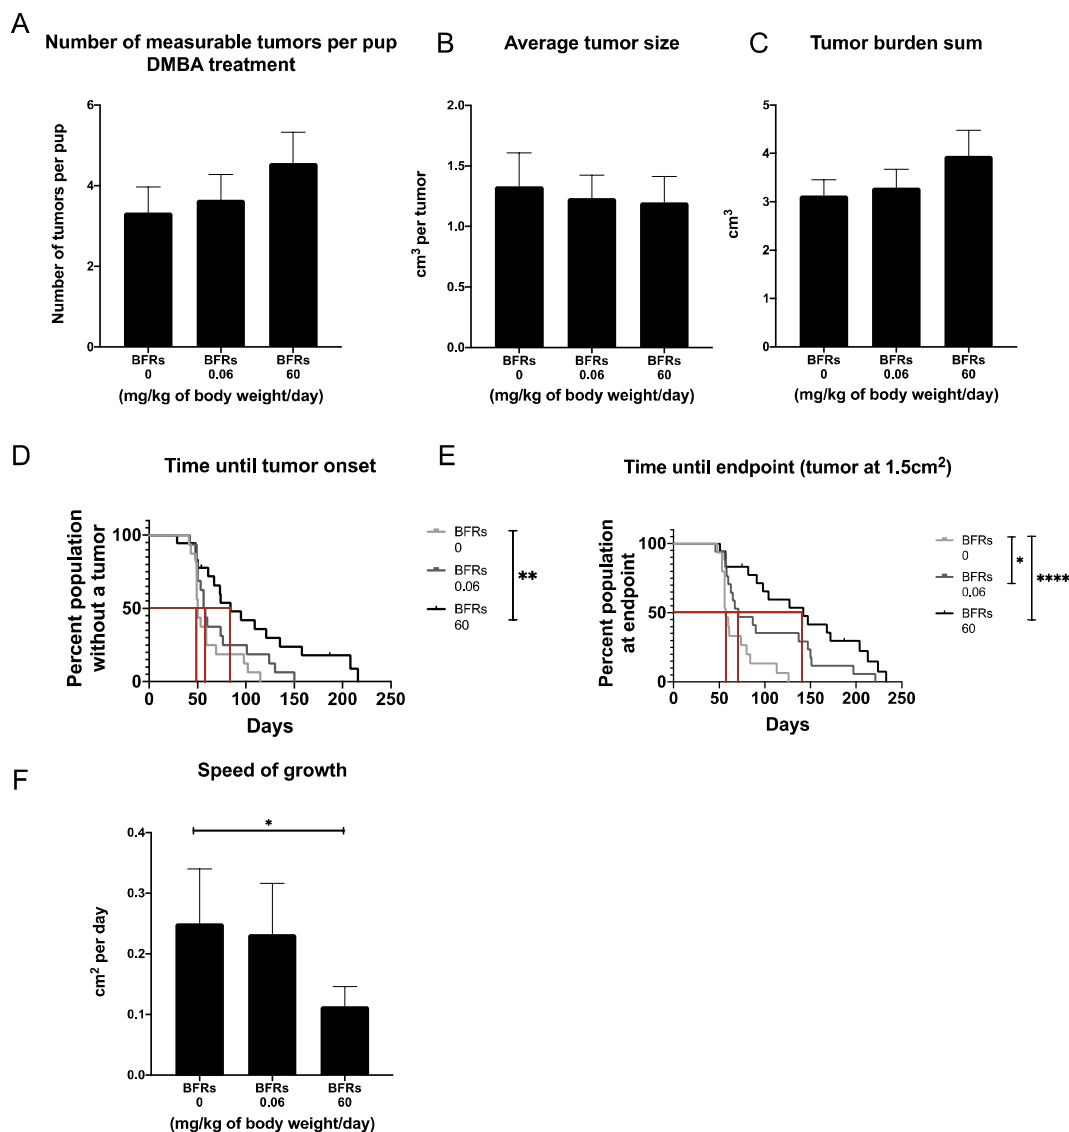 A
Number of measurable tumors per pup
DMBA treatment
Number of tumors per pup
6
4
2
0
BFRs BFRs BFRs
0 0.06 60
(mg/kg of body weight/day)
B
Average tumor size
cm³ per tumor
2.0
1.5
1.0
0.5
0.0
BFRs BFRs BFRs
0 0.06 60
(mg/kg of body weight/day)
C
Tumor burden sum
cm³
5
4
3
2
1
0
BFRs BFRs BFRs
0 0.06 60
(mg/kg of body weight/day)
D
Time until tumor onset
Percent population
without a tumor
100
50
0
0 50 100 150 200 250
Days
BFRs
0
BFRs
0.06
BFRs
60
**
E
Time until endpoint (tumor at 1.5cm²)
Percent population
at endpoint
100
50
0
0 50 100 150 200 250
Days
BFRs
0
BFRs
0.06
BFRs
60
*
****
F
Speed of growth
cm² per day
0.4
0.3
0.2
0.1
0.0
*
BFRs BFRs BFRs
0 0.06 60
(mg/kg of body weight/day)